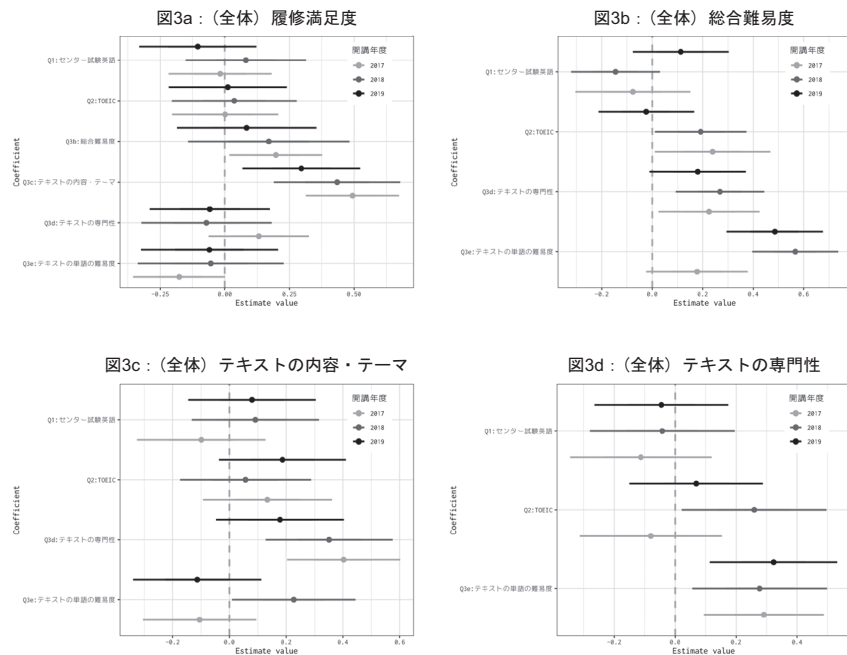 図3a：（全体）履修満足度
開講年度
2017
2018
2019
Q1:センター試験英語
Q2:TOEIC
Q3b:総合難易度
Q3c:テキストの内容・テーマ
Q3d:テキストの専門性
Q3e:テキストの単語の難易度
Coefficient
-0.25
0.00
0.25
0.50
Estimate value
図3b：（全体）総合難易度
開講年度
2017
2018
2019
Q1:センター試験英語
Q2:TOEIC
Q3d:テキストの専門性
Q3e:テキストの単語の難易度
Coefficient
-0.2
0.0
0.2
0.4
0.6
Estimate value
図3c：（全体）テキストの内容・テーマ
開講年度
2017
2018
2019
Q1:センター試験英語
Q2:TOEIC
Q3d:テキストの専門性
Q3e:テキストの単語の難易度
Coefficient
-0.2
0.0
0.2
0.4
0.6
Estimate value
図3d：（全体）テキストの専門性
開講年度
2017
2018
2019
Q1:センター試験英語
Q2:TOEIC
Q3e:テキストの単語の難易度
Coefficient
-0.2
0.0
0.2
0.4
Estimate value